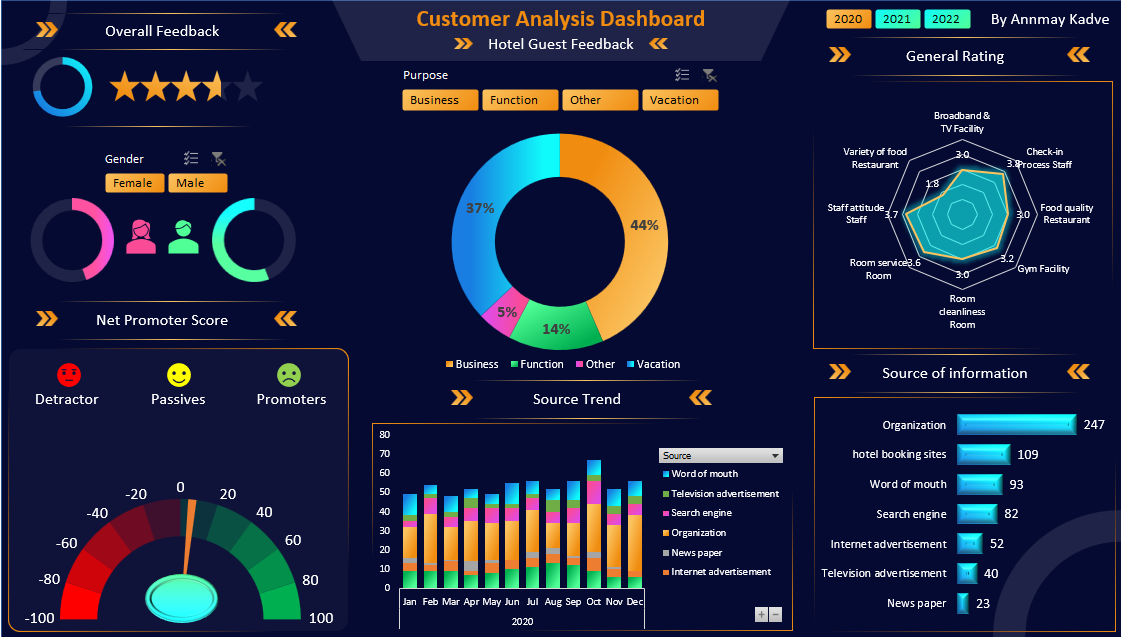 Customer Analysis Dashboard
Hotel Guest Feedback
2020
2021
2022
By Annmay Kadve
Overall Feedback
Gender
Female
Male
Net Promoter Score
Detractor
Passives
Promoters
-100
-80
-60
-40
-20
0
20
40
60
80
100
Purpose
Business
Function
Other
Vacation
44%
14%
5%
37%
Business
Function
Other
Vacation
Source Trend
80
70
60
50
40
30
20
10
0
Jan
Feb
Mar
Apr
May
Jun
Jul
Aug
Sep
Oct
Nov
Dec
2020
Source
Word of mouth
Television advertisement
Search engine
Organization
News paper
Internet advertisement
General Rating
Broadband &
TV Facility
3.0
Check-in
Process Staff
3.8
Food quality
Restaurant
3.0
Gym Facility
3.2
Room
cleanliness
Room
3.0
Room service
Room
3.6
Staff attitude
Staff
3.7
Variety of food
Restaurant
1.8
Source of information
Organization
247
hotel booking sites
109
Word of mouth
93
Search engine
82
Internet advertisement
52
Television advertisement
40
News paper
23